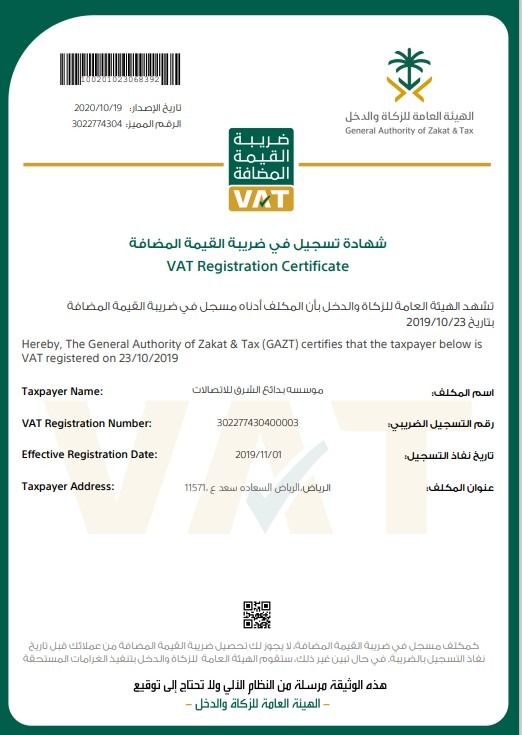 100201023068392
تاريخ الإصدار: 2020/10/19
الرقم المميز: 3022774304
الهيئة العامة للزكاة والدخل
General Authority of Zakat & Tax
ضريبة
القيمة
المضافة
VAT
شهادة تسجيل في ضريبة القيمة المضافة
VAT Registration Certificate
تشهد الهيئة العامة للزكاة والدخل بأن المكلف أدناه مسجل في ضريبة القيمة المضافة
بتاريخ 2019/10/23
Hereby, The General Authority of Zakat & Tax (GAZT) certifies that the taxpayer below is
VAT registered on 23/10/2019
Taxpayer Name: موسسه بدائع الشرق للاتصالات اسم المكلف:
VAT Registration Number: 302277430400003 رقم التسجيل الضريبي:
Effective Registration Date: 2019/11/01 تاريخ نفاذ التسجيل:
Taxpayer Address: الرياض,الرياض السعاده سعد ع ,11571 عنوان المكلف:
VAT
كمكلف مسجل في ضريبة القيمة المضافة، لا يجوز لك تحصيل ضريبة القيمة المضافة من عملائك قبل تاريخ
نفاذ التسجيل بالضريبة. في حال تبين غير ذلك، ستقوم الهيئة العامة للزكاة والدخل بتنفيذ الغرامات المستحقة
هذه الوثيقة مرسلة من النظام الآلي ولا تحتاج إلى توقيع
– الهيئة العامة للزكاة والدخل –